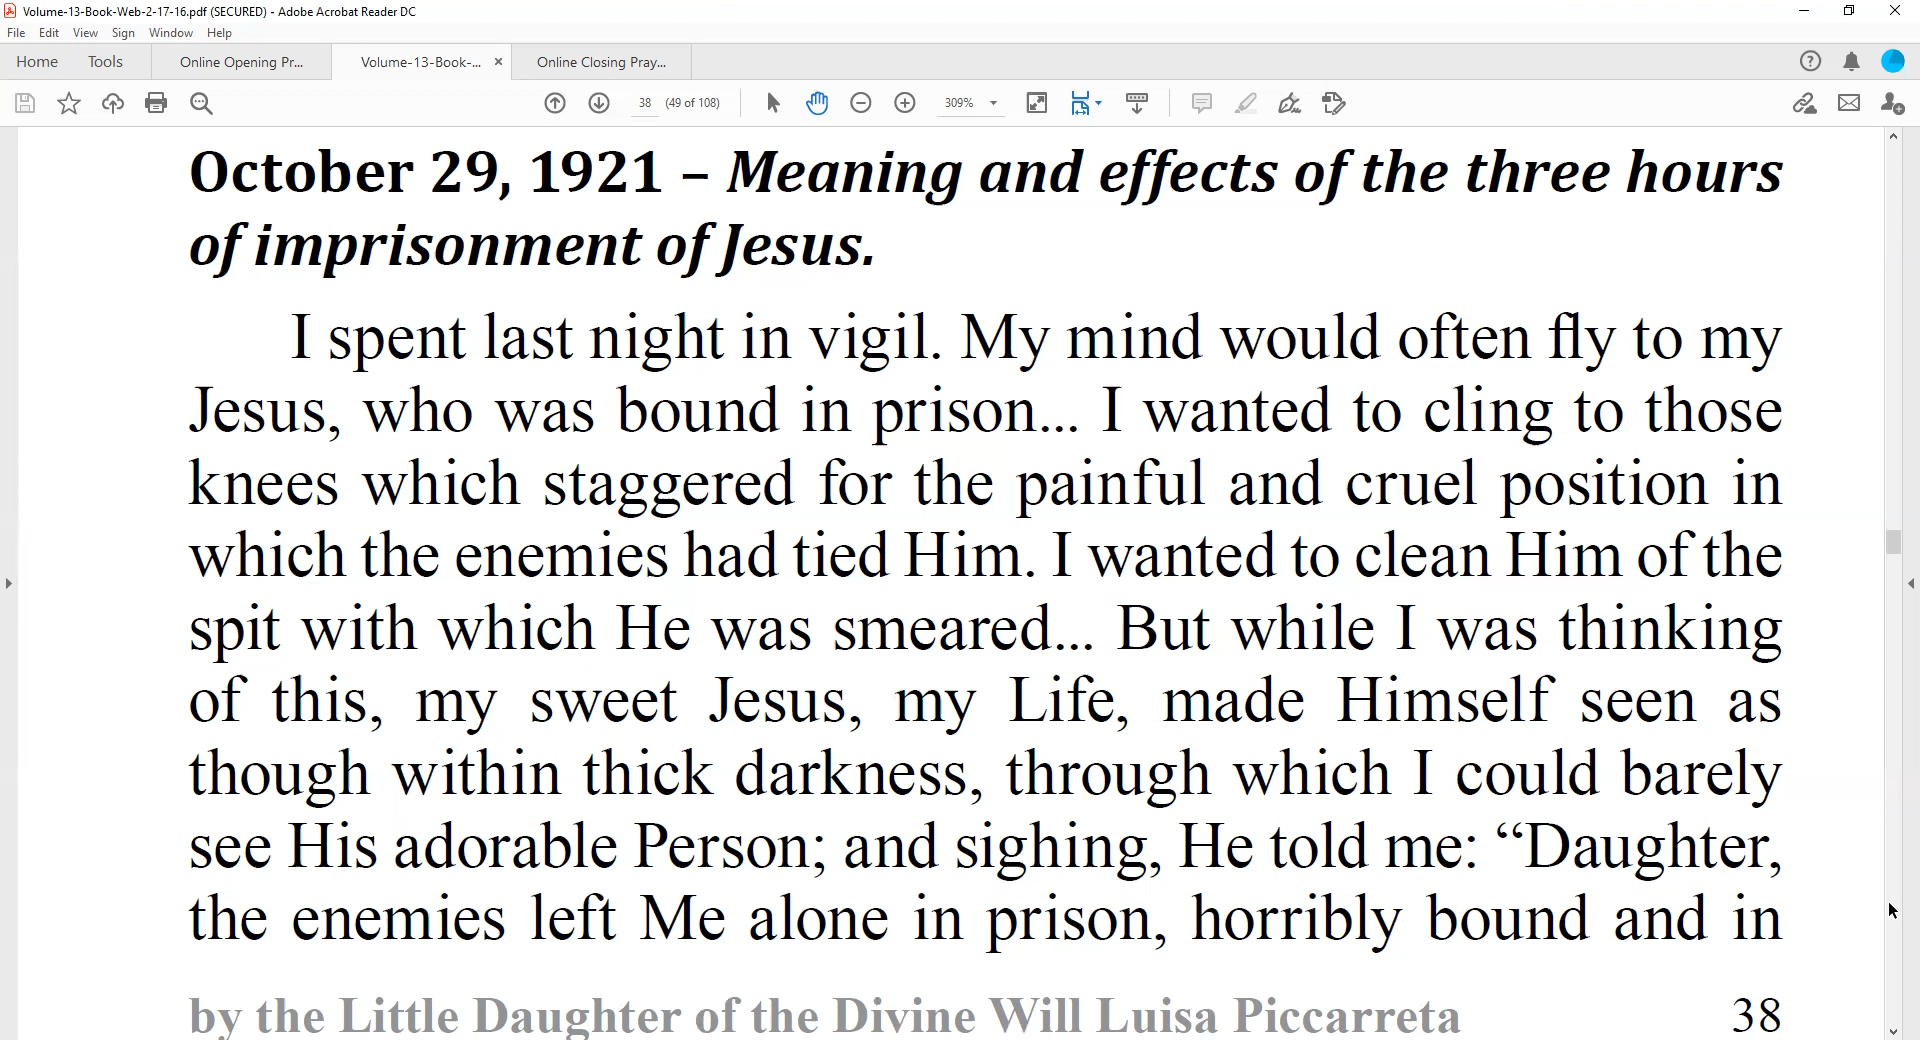 Volume-13-Book-Web-2-17-16.pdf (SECURED) - Adobe Acrobat Reader DC
File Edit View Sign Window Help
Home Tools Online Opening Pr... Volume-13-Book-... × Online Closing Pray...
38 (49 of 108) 309%
October 29, 1921 – Meaning and effects of the three hours
of imprisonment of Jesus.
I spent last night in vigil. My mind would often fly to my
Jesus, who was bound in prison... I wanted to cling to those
knees which staggered for the painful and cruel position in
which the enemies had tied Him. I wanted to clean Him of the
spit with which He was smeared... But while I was thinking
of this, my sweet Jesus, my Life, made Himself seen as
though within thick darkness, through which I could barely
see His adorable Person; and sighing, He told me: “Daughter,
the enemies left Me alone in prison, horribly bound and in
by the Little Daughter of the Divine Will Luisa Piccarreta 38